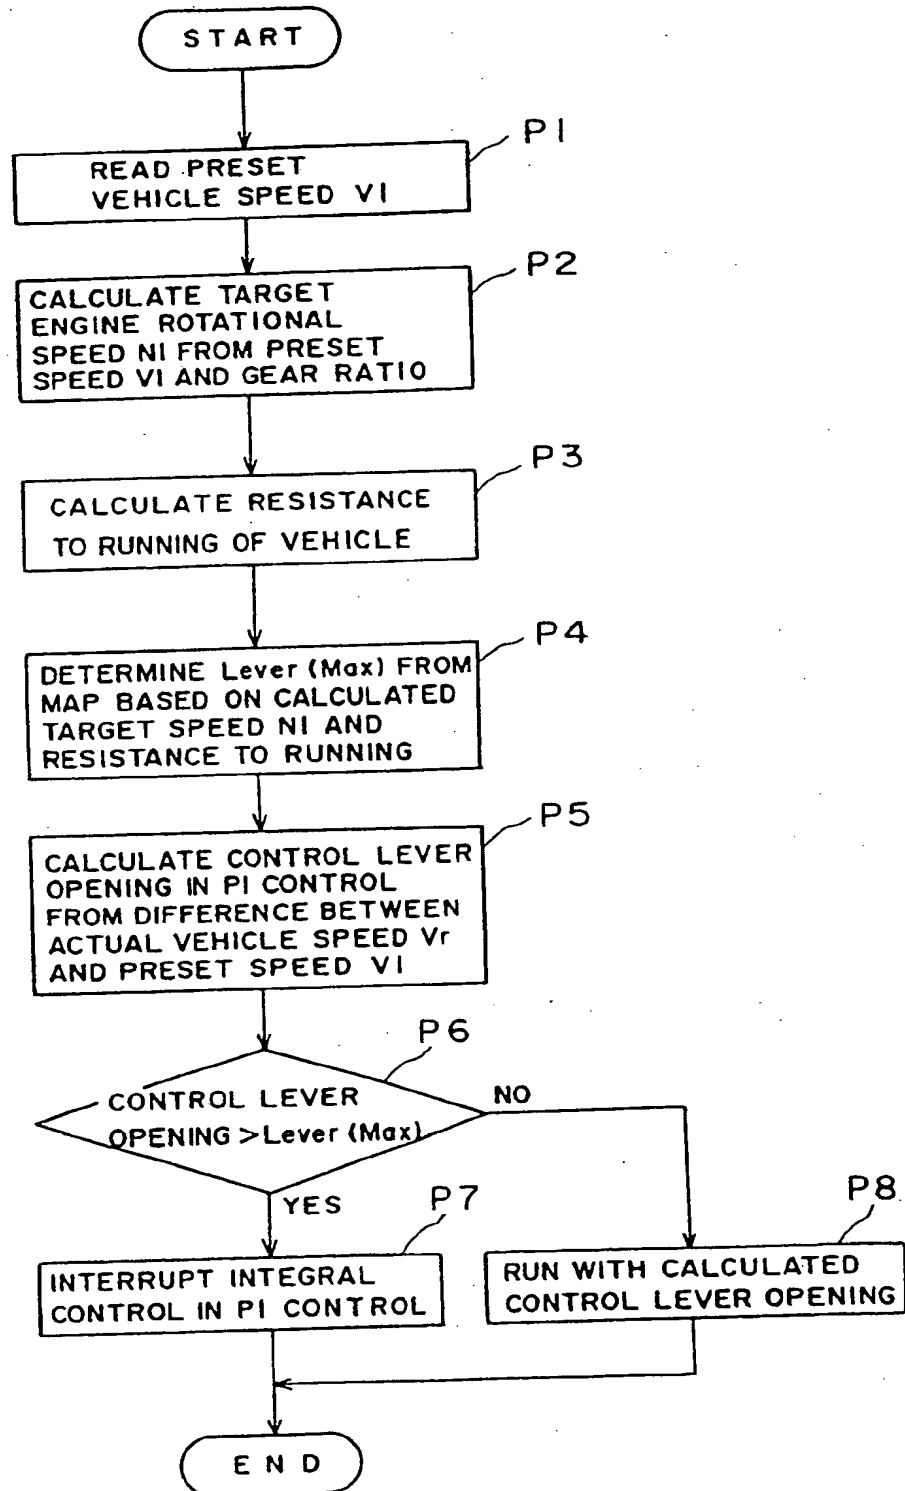 START
P1
READ PRESET
VEHICLE SPEED V1
P2
CALCULATE TARGET
ENGINE ROTATIONAL
SPEED N1 FROM PRESET
SPEED V1 AND GEAR RATIO
P3
CALCULATE RESISTANCE
TO RUNNING OF VEHICLE
P4
DETERMINE Lever (Max) FROM
MAP BASED ON CALCULATED
TARGET SPEED N1 AND
RESISTANCE TO RUNNING
P5
CALCULATE CONTROL LEVER
OPENING IN PI CONTROL
FROM DIFFERENCE BETWEEN
ACTUAL VEHICLE SPEED Vr
AND PRESET SPEED V1
P6
CONTROL LEVER
OPENING > Lever (Max)
NO
YES
P7
INTERRUPT INTEGRAL
CONTROL IN PI CONTROL
P8
RUN WITH CALCULATED
CONTROL LEVER OPENING
END